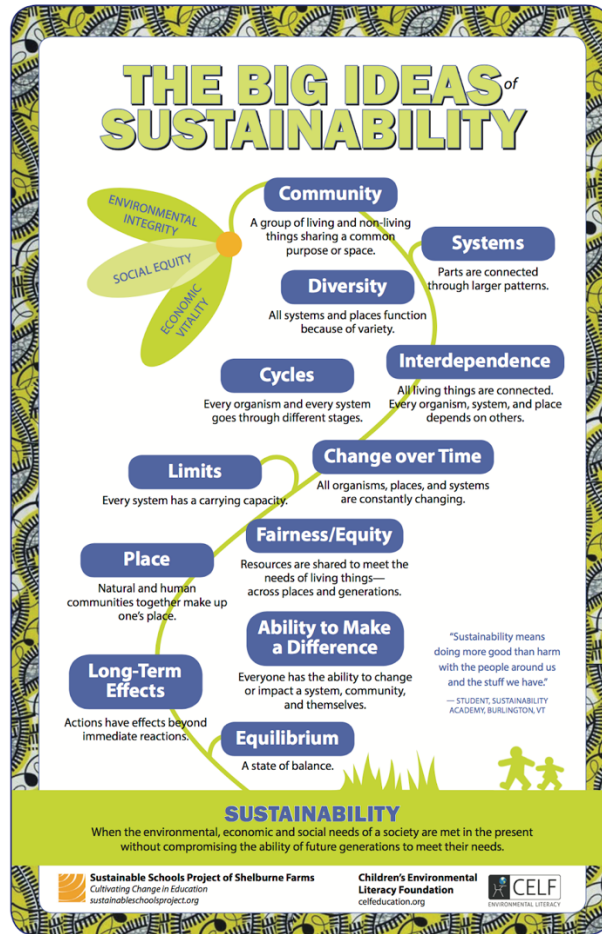 THE BIG IDEAS of
SUSTAINABILITY
ENVIRONMENTAL
INTEGRITY
SOCIAL EQUITY
ECONOMIC
VITALITY
Community
A group of living and non-living
things sharing a common
purpose or space.
Systems
Parts are connected
through larger patterns.
Diversity
All systems and places function
because of variety.
Interdependence
All living things are connected.
Every organism, system, and place
depends on others.
Cycles
Every organism and every system
goes through different stages.
Change over Time
All organisms, places, and systems
are constantly changing.
Limits
Every system has a carrying capacity.
Fairness/Equity
Resources are shared to meet the
needs of living things—
across places and generations.
Place
Natural and human
communities together make up
one's place.
Ability to Make
a Difference
Everyone has the ability to change
or impact a system, community,
and themselves.
"Sustainability means
doing more good than harm
with the people around us
and the stuff we have."
— STUDENT, SUSTAINABILITY
ACADEMY, BURLINGTON, VT
Long-Term
Effects
Actions have effects beyond
immediate reactions.
Equilibrium
A state of balance.
SUSTAINABILITY
When the environmental, economic and social needs of a society are met in the present
without compromising the ability of future generations to meet their needs.
Sustainable Schools Project of Shelburne Farms
Cultivating Change in Education
sustainableschoolsproject.org
Children's Environmental
Literacy Foundation
celfeducation.org
CELF
ENVIRONMENTAL LITERACY